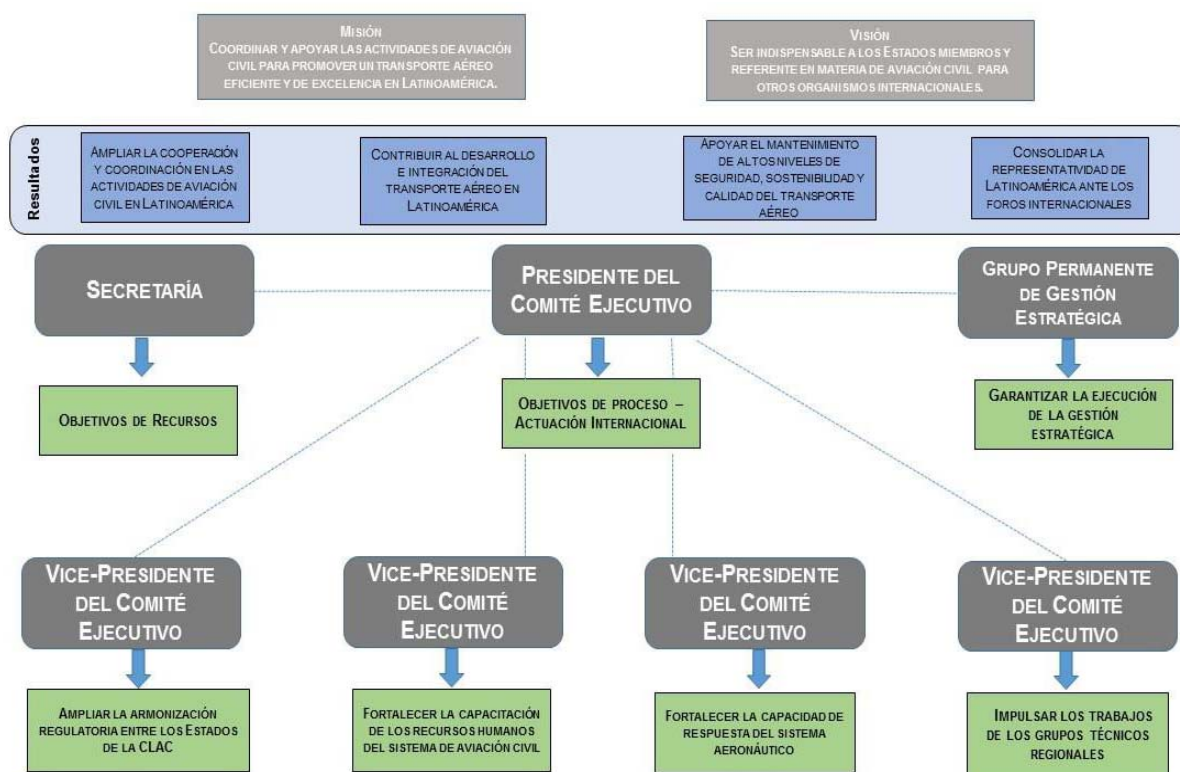 MISIÓN
COORDINAR Y APOYAR LAS ACTIVIDADES DE AVIACIÓN
CIVIL PARA PROMOVER UN TRANSPORTE AÉREO
EFICIENTE Y DE EXCELENCIA EN LATINOAMÉRICA.
VISIÓN
SER INDISPENSABLE A LOS ESTADOS MIEMBROS Y
REFERENTE EN MATERIA DE AVIACIÓN CIVIL PARA
OTROS ORGANISMOS INTERNACIONALES.
Resultados
AMPLIAR LA COOPERACIÓN
Y COORDINACIÓN EN LAS
ACTIVIDADES DE AVIACIÓN
CIVIL EN LATINOAMÉRICA
CONTRIBUIR AL DESARROLLO
E INTEGRACIÓN DEL
TRANSPORTE AÉREO EN
LATINOAMÉRICA
APOYAR EL MANTENIMIENTO
DE ALTOS NIVELES DE
SEGURIDAD, SOSTENIBILIDAD Y
CALIDAD DEL TRANSPORTE
AÉREO
CONSOLIDAR LA
REPRESENTATIVIDAD DE
LATINOAMÉRICA ANTE LOS
FOROS INTERNACIONALES
SECRETARÍA
PRESIDENTE DEL
COMITÉ EJECUTIVO
GRUPO PERMANENTE
DE GESTIÓN
ESTRATÉGICA
OBJETIVOS DE RECURSOS
OBJETIVOS DE PROCESO –
ACTUACIÓN INTERNACIONAL
GARANTIZAR LA EJECUCIÓN
DE LA GESTIÓN
ESTRATÉGICA
VICE-PRESIDENTE
DEL COMITÉ
EJECUTIVO
VICE-PRESIDENTE
DEL COMITÉ
EJECUTIVO
VICE-PRESIDENTE
DEL COMITÉ
EJECUTIVO
VICE-PRESIDENTE
DEL COMITÉ
EJECUTIVO
AMPLIAR LA ARMONIZACIÓN
REGULATORIA ENTRE LOS ESTADOS
DE LA CLAC
FORTALECER LA CAPACITACIÓN
DE LOS RECURSOS HUMANOS
DEL SISTEMA DE AVIACIÓN CIVIL
FORTALECER LA CAPACIDAD DE
RESPUESTA DEL SISTEMA
AERONÁUTICO
IMPULSAR LOS TRABAJOS
DE LOS GRUPOS TÉCNICOS
REGIONALES